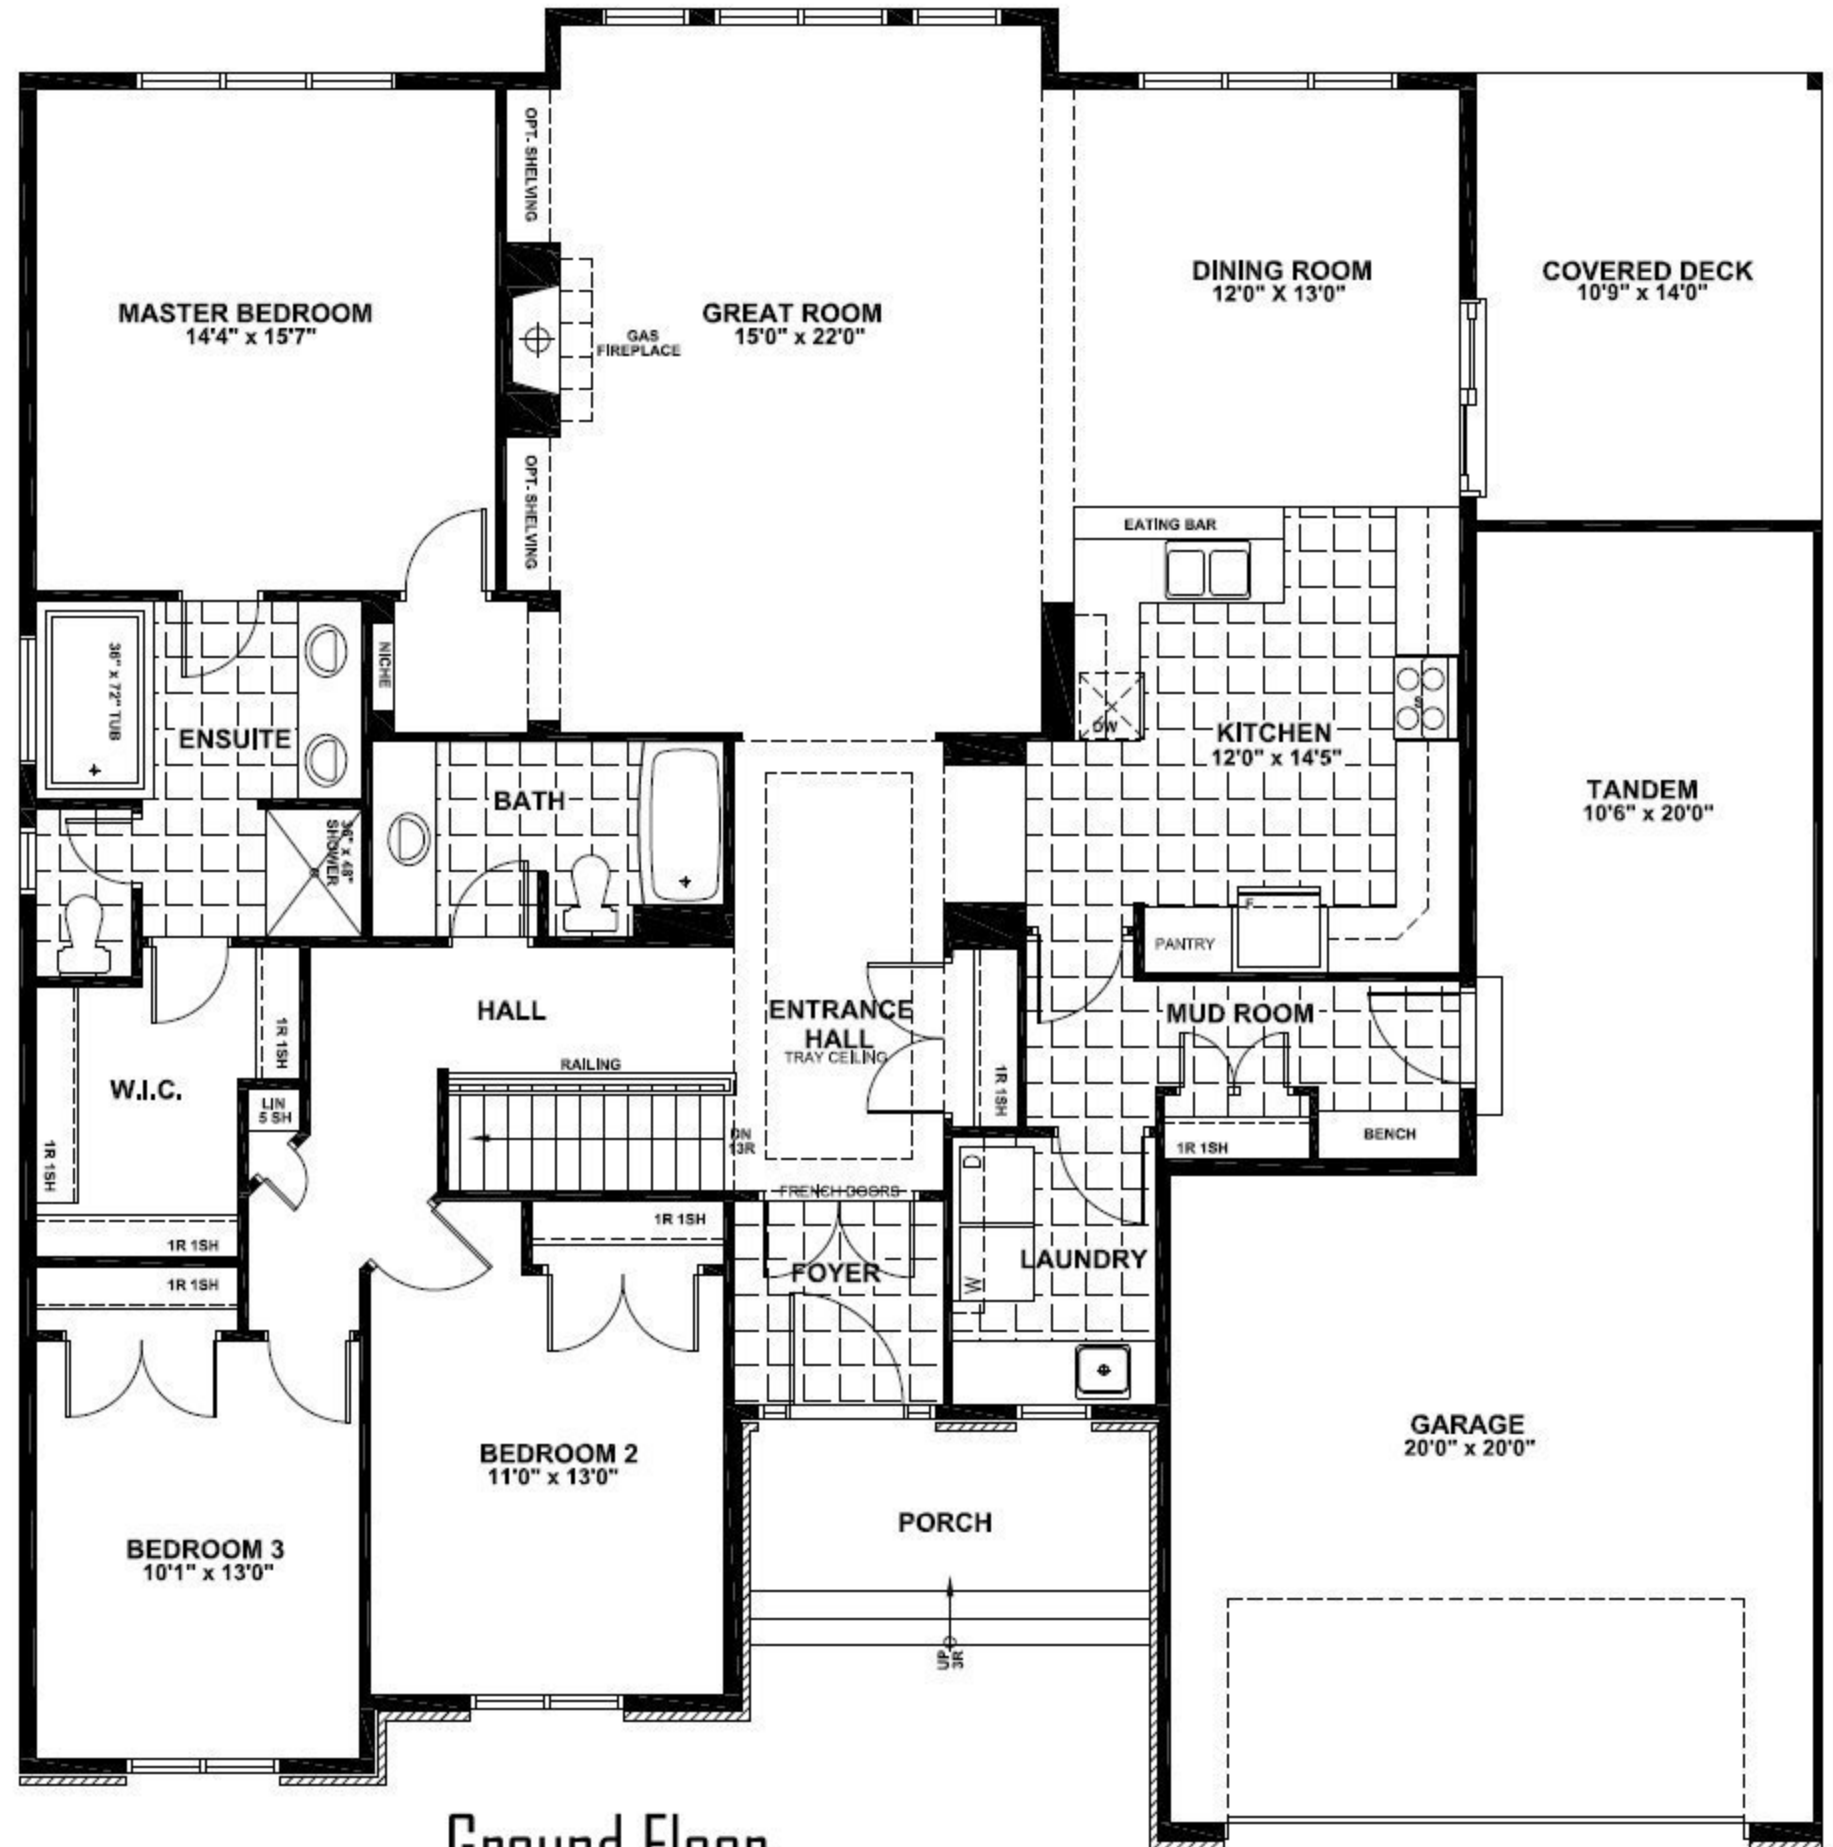 OPT. SHELVING
MASTER BEDROOM
14'4" x 15'7"
GREAT ROOM
15'0" x 22'0"
GAS
FIREPLACE
DINING ROOM
12'0" X 13'0"
COVERED DECK
10'9" x 14'0"
OPT. SHELVING
EATING BAR
36" x 72" TUB
NICHE
ENSUITE
DW
KITCHEN
12'0" x 14'5"
TANDEM
10'6" x 20'0"
BATH
36" x 48"
SHOWER
F
PANTRY
HALL
ENTRANCE
HALL
TRAY CEILING
MUD ROOM
1R 1SH
RAILING
W.I.C.
LIN
5 SH
1R 1SH
DN
13R
1R 1SH
BENCH
1R 1SH
D
FRENCH DOORS
1R 1SH
1R 1SH
1R 1SH
FOYER
W
LAUNDRY
BEDROOM 2
11'0" x 13'0"
GARAGE
20'0" x 20'0"
PORCH
BEDROOM 3
10'1" x 13'0"
UP
3R
Ground Floor